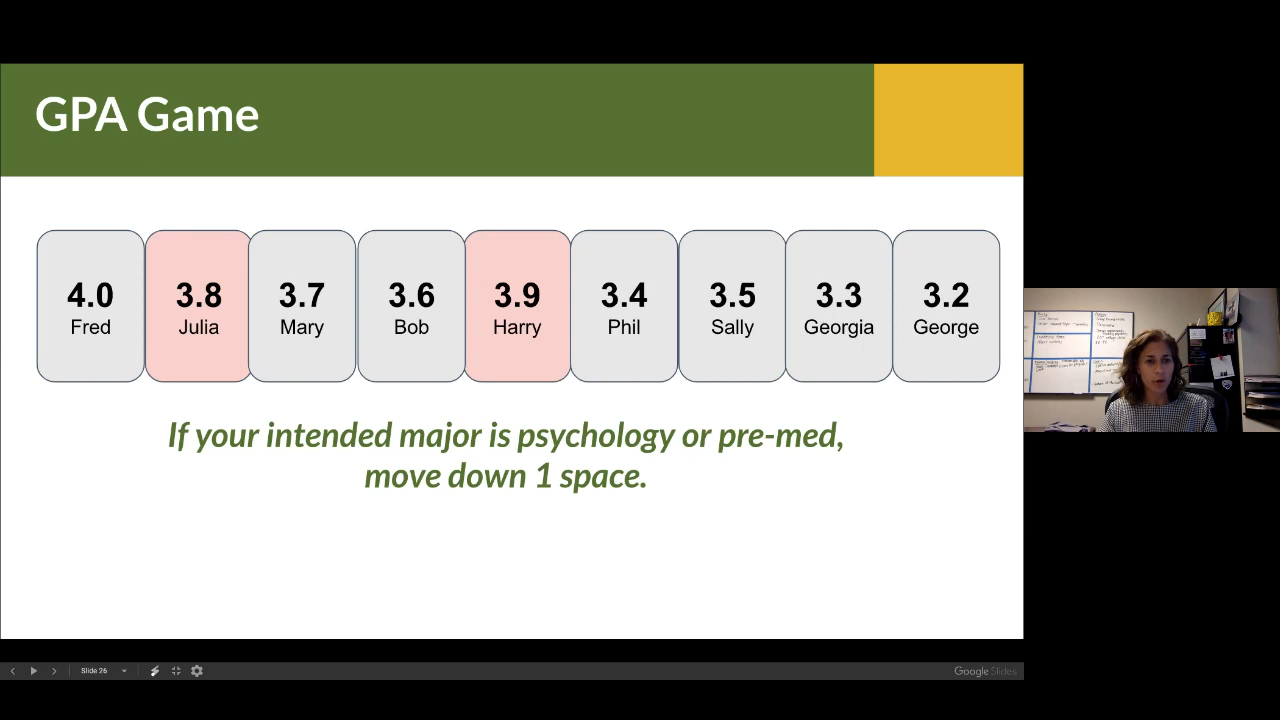 GPA Game
4.0 3.8 3.7 3.6 3.9 3.4 3.5 3.3 3.2
Fred Julia Mary Bob Harry Phil Sally Georgia George
If your intended major is psychology or pre-med,
move down 1 space.
Slide 26
Google Slides